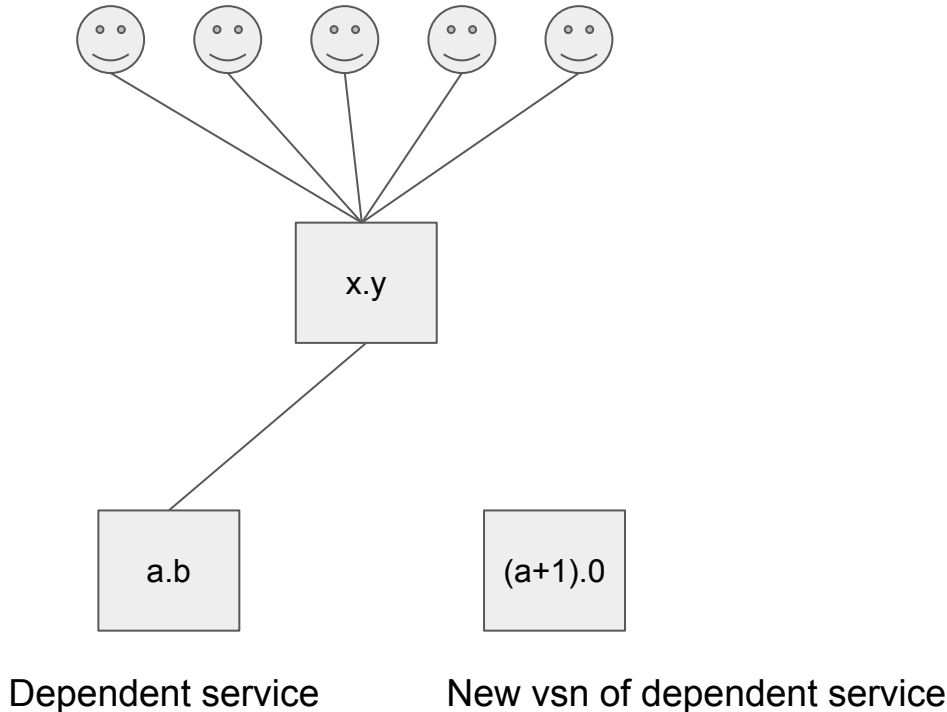 x.y
a.b
(a+1).0
Dependent service
New vsn of dependent service